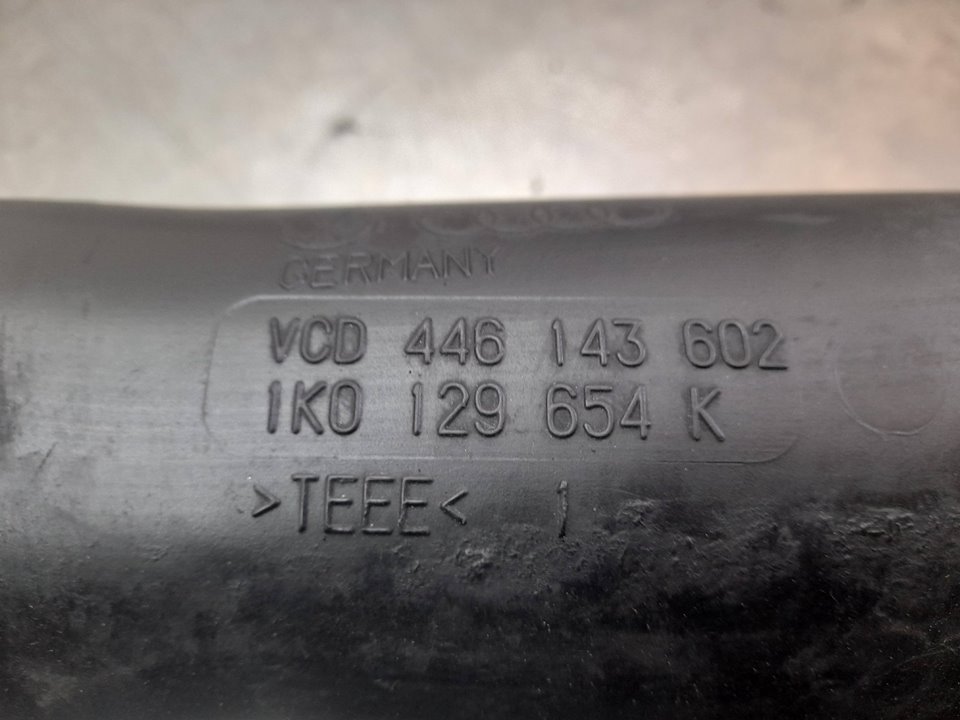 GERMANY
VCD 446 143 602
1K0 129 654 K
>TEEE< 1